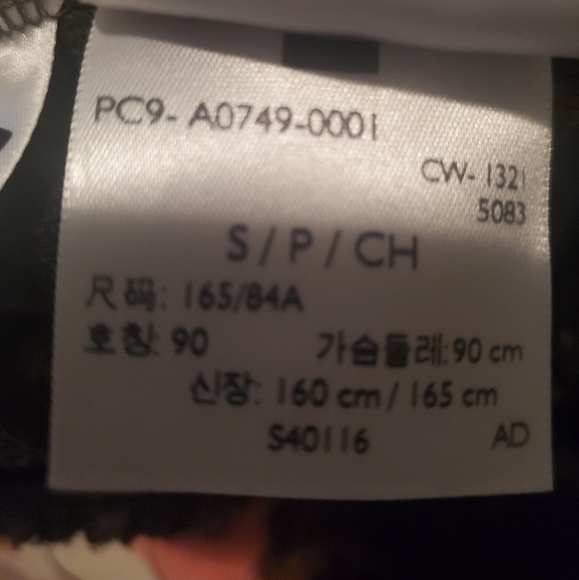 PC9- A0749-0001
CW- 1321
5083
S / P / CH
尺码: 165/84A
호칭: 90 가슴둘레: 90 cm
신장: 160 cm / 165 cm
S40116 AD